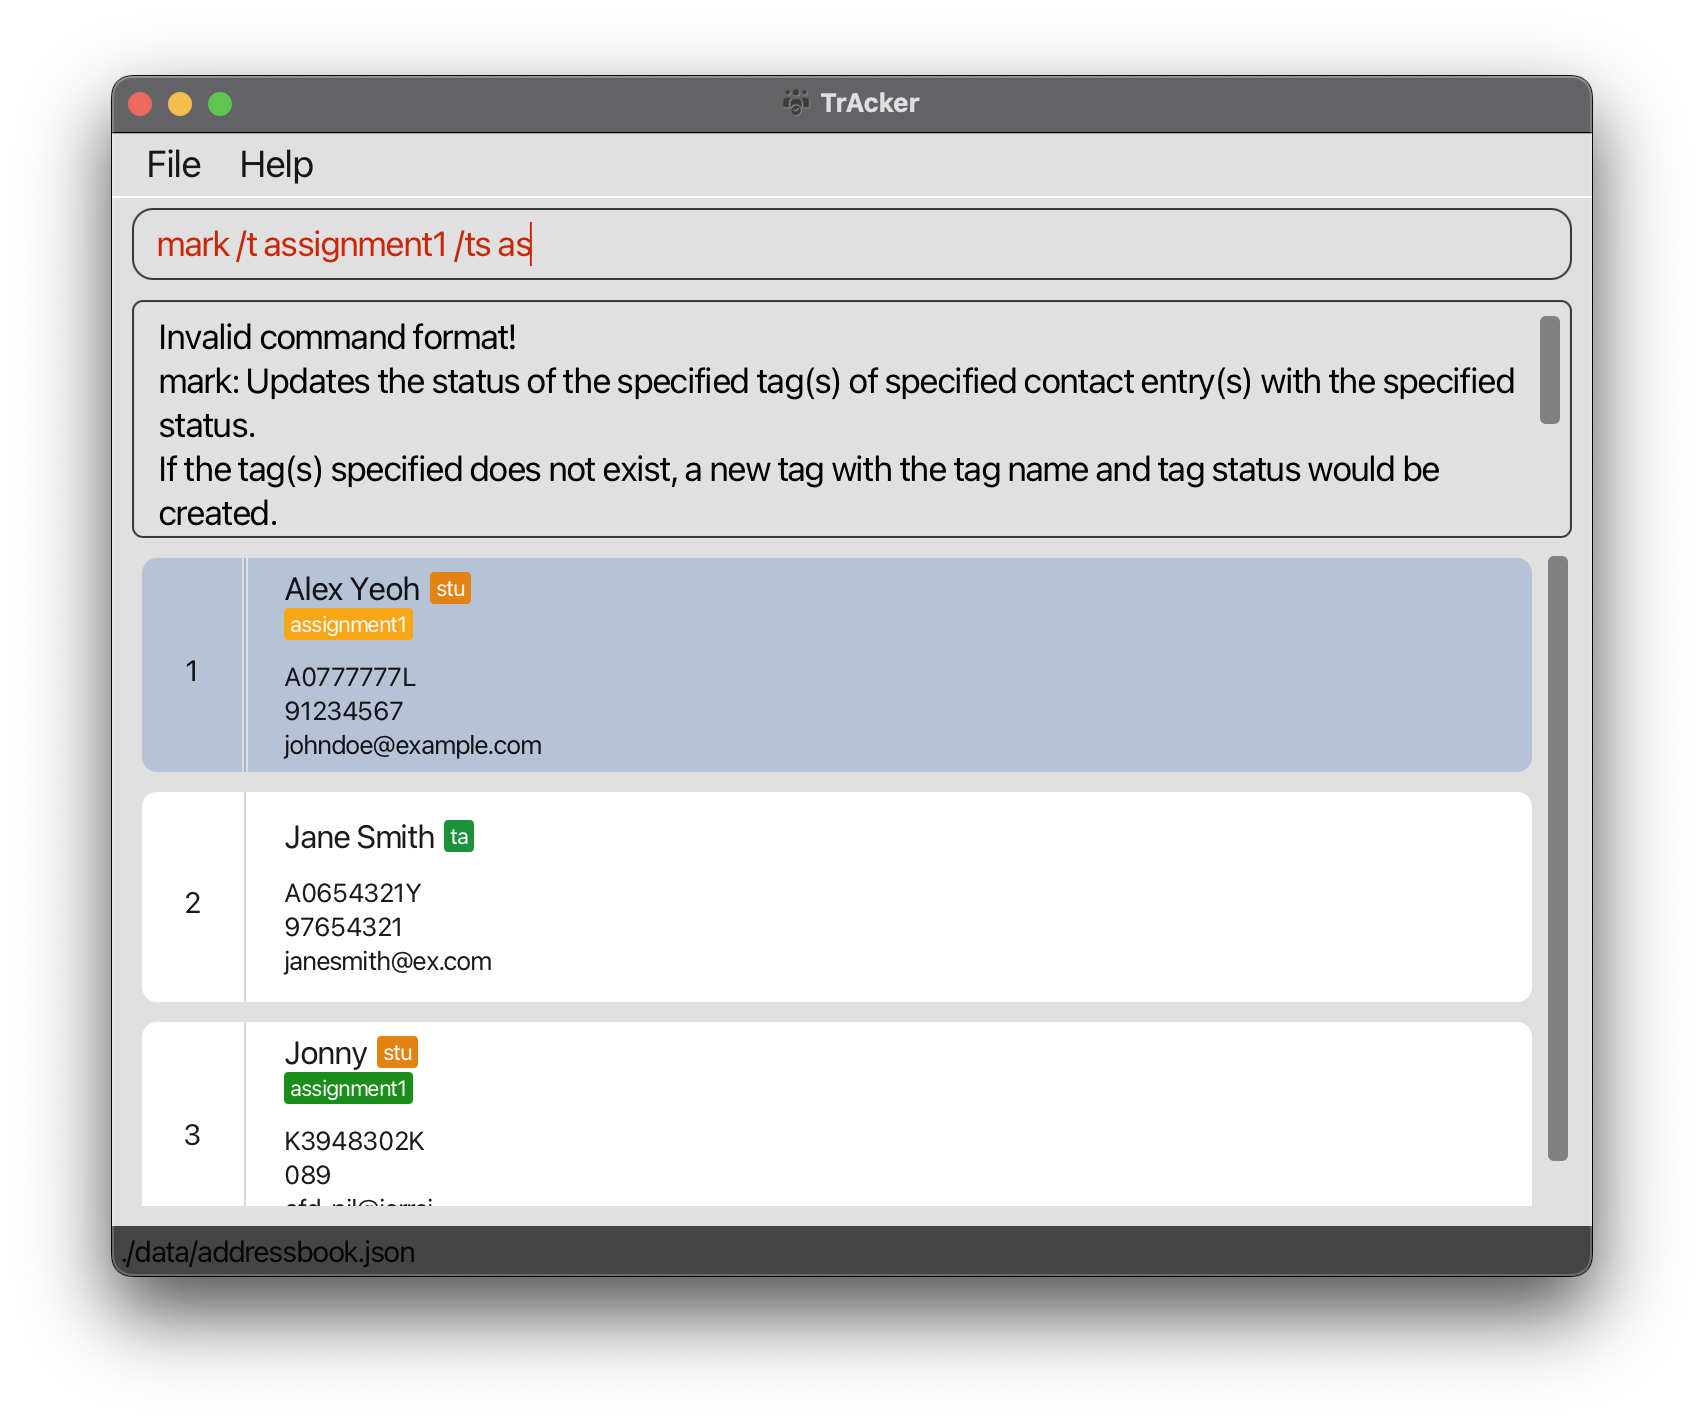 TrAcker
File Help
mark /t assignment1 /ts as
Invalid command format!
mark: Updates the status of the specified tag(s) of specified contact entry(s) with the specified
status.
If the tag(s) specified does not exist, a new tag with the tag name and tag status would be
created.
Alex Yeoh stu
assignment1
1
A0777777L
91234567
johndoe@example.com
Jane Smith ta
2
A0654321Y
97654321
janesmith@ex.com
Jonny stu
assignment1
3
K3948302K
089
./data/addressbook.json